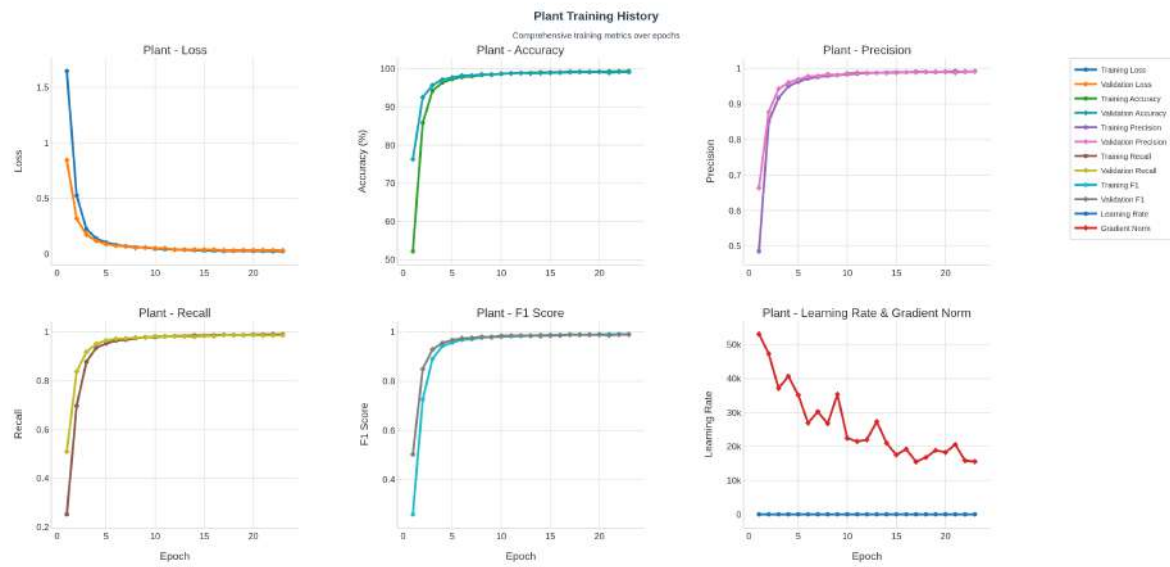 Plant Training History
Comprehensive training metrics over epochs
Plant - Loss
Plant - Accuracy
Plant - Precision
Loss
1.5
1
0.5
0
0
5
10
15
20
Accuracy (%)
100
90
80
70
60
50
0
5
10
15
20
Precision
1
0.9
0.8
0.7
0.6
0.5
0
5
10
15
20
Training Loss
Validation Loss
Training Accuracy
Validation Accuracy
Training Precision
Validation Precision
Training Recall
Validation Recall
Training F1
Validation F1
Learning Rate
Gradient Norm
Plant - Recall
Plant - F1 Score
Plant - Learning Rate & Gradient Norm
Recall
1
0.8
0.6
0.4
0.2
0
5
10
15
20
Epoch
F1 Score
1
0.8
0.6
0.4
0
5
10
15
20
Epoch
Learning Rate
50k
40k
30k
20k
10k
0
0
5
10
15
20
Epoch